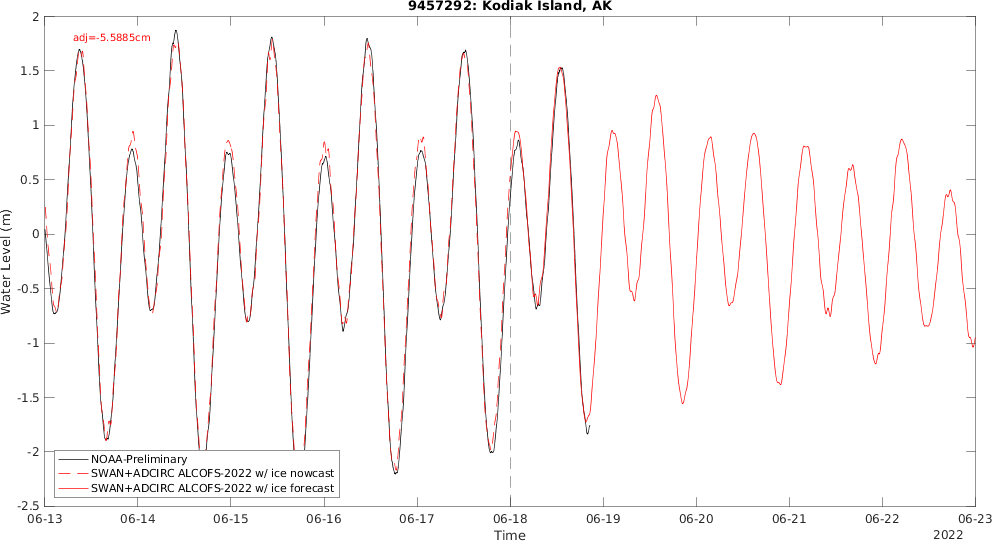 9457292: Kodiak Island, AK
adj=-5.5885cm
Water Level (m)
2
1.5
1
0.5
0
-0.5
-1
-1.5
-2
-2.5
NOAA-Preliminary
SWAN+ADCIRC ALCOFS-2022 w/ ice nowcast
SWAN+ADCIRC ALCOFS-2022 w/ ice forecast
06-13 06-14 06-15 06-16 06-17 06-18 06-19 06-20 06-21 06-22 06-23
Time
2022